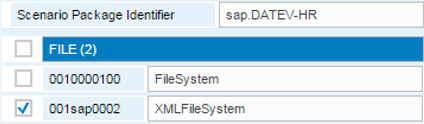 Scenario Package Identifier sap.DATEV-HR
FILE (2)
0010000100 FileSystem
001sap0002 XMLFileSystem